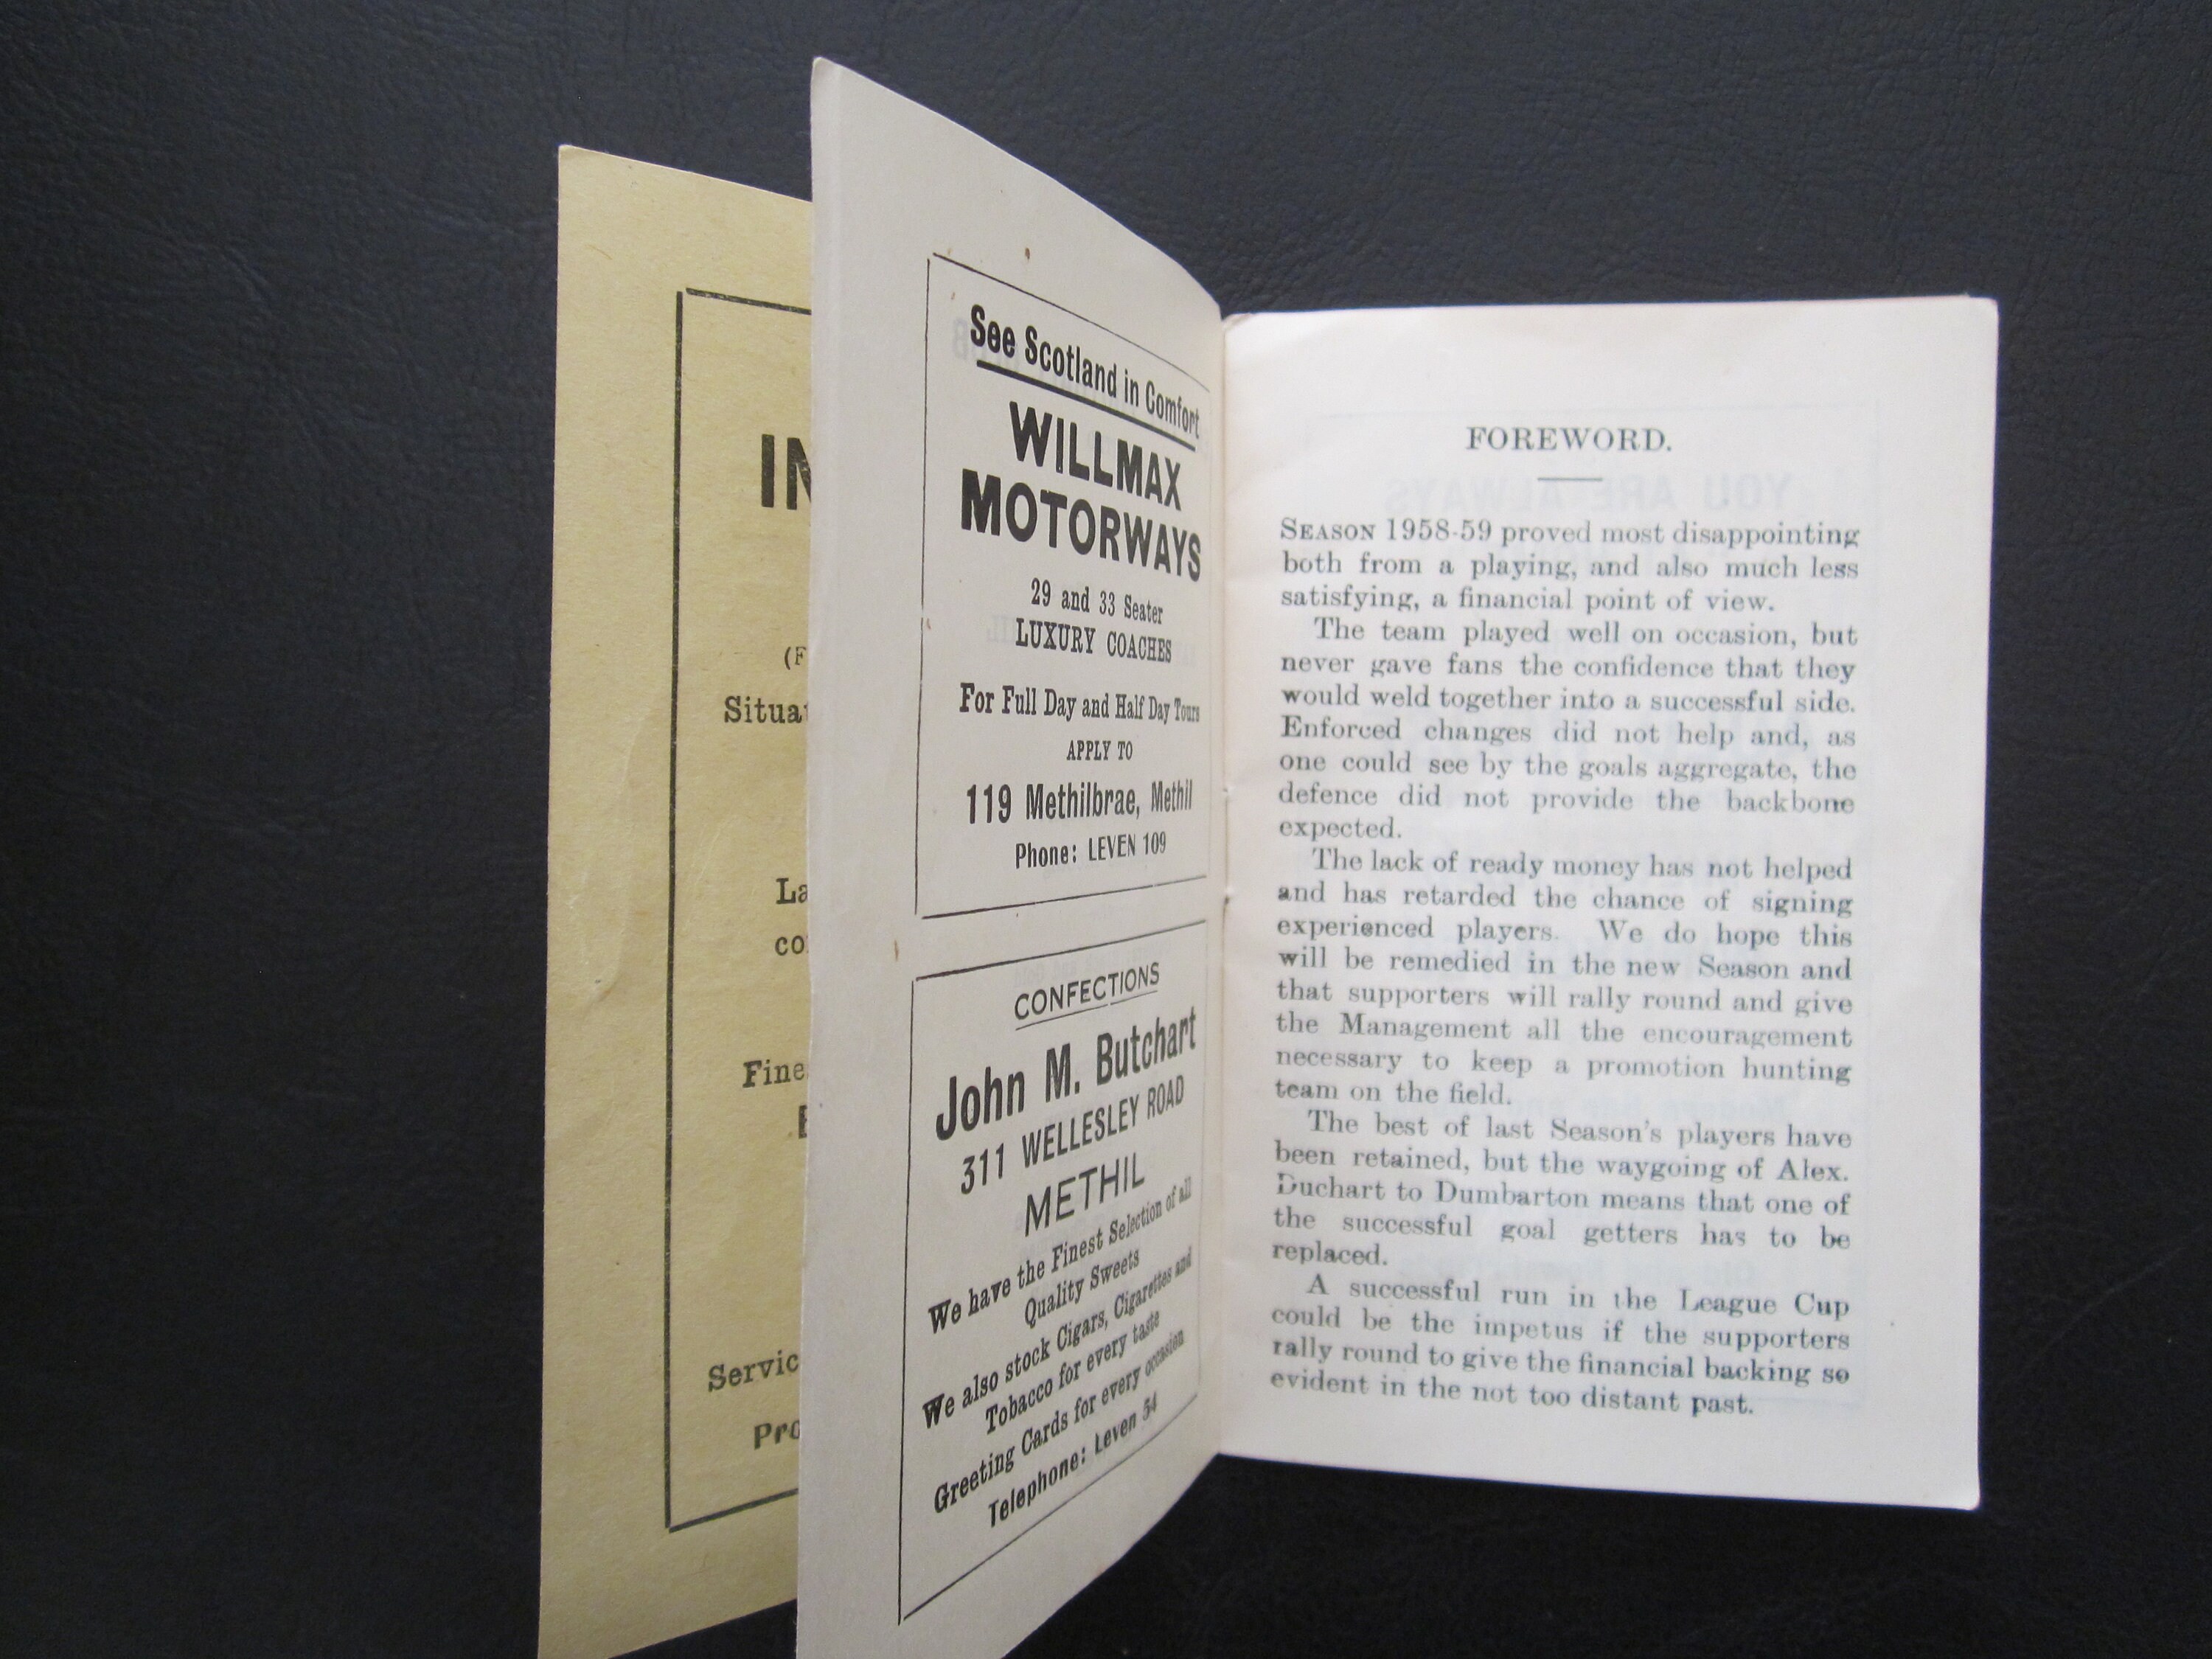 Situa
Fine
Servic
See Scotland in Comfort
WILLMAX
MOTORWAYS
29 and 33 Seater
LUXURY COACHES
For Full Day and Half Day Tours
APPLY TO
119 Methilbrae, Methil
Phone: LEVEN 109
CONFECTIONS
John M. Butchart
311 WELLESLEY ROAD
METHIL
We have the Finest Selection of all
Quality Sweets
We also stock Cigars, Cigarettes and
Tobacco for every taste
Greeting Cards for every occasion
Telephone: Leven 54
FOREWORD.
SEASON 1958-59 proved most disappointing
both from a playing, and also much less
satisfying, a financial point of view.
The team played well on occasion, but
never gave fans the confidence that they
would weld together into a successful side.
Enforced changes did not help and, as
one could see by the goals aggregate, the
defence did not provide the backbone
expected.
The lack of ready money has not helped
and has retarded the chance of signing
experienced players. We do hope this
will be remedied in the new Season and
that supporters will rally round and give
the Management all the encouragement
necessary to keep a promotion hunting
team on the field.
The best of last Season's players have
been retained, but the waygoing of Alex.
Duchart to Dumbarton means that one of
the successful goal getters has to be
replaced.
A successful run in the League Cup
could be the impetus if the supporters
rally round to give the financial backing so
evident in the not too distant past.